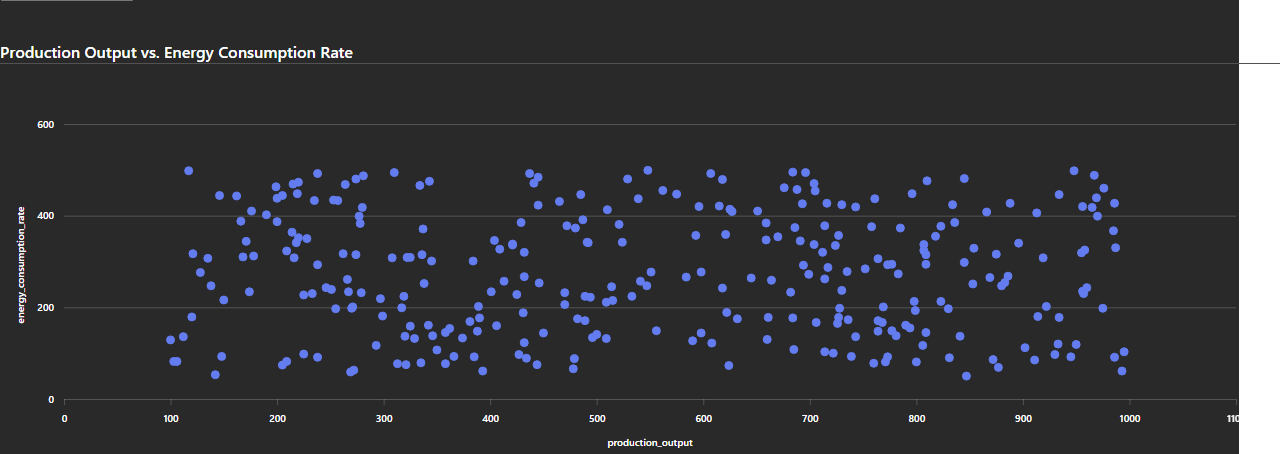 Production Output vs. Energy Consumption Rate
600
400
200
0
energy_consumption_rate
0 100 200 300 400 500 600 700 800 900 1000 110
production_output